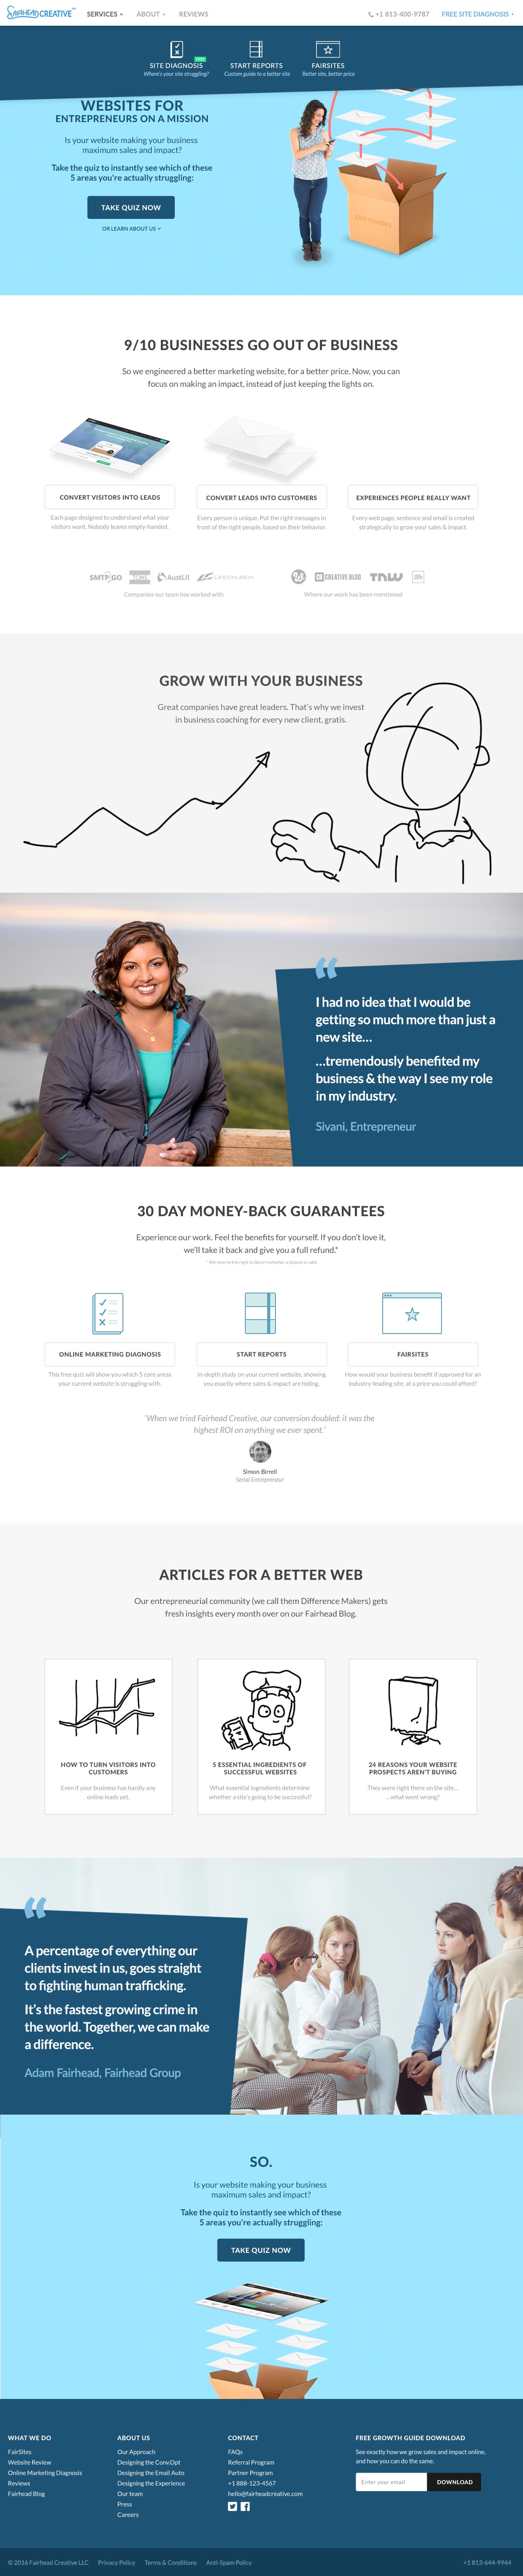 FAIRHEAD CREATIVE™
SERVICES
ABOUT
REVIEWS
+1 813-400-9787
FREE SITE DIAGNOSIS
FREE
SITE DIAGNOSIS
Where's your site struggling?
START REPORTS
Custom guide to a better site
FAIRSITES
Better site, better price
WEBSITES FOR
ENTREPRENEURS ON A MISSION
Is your website making your business
maximum sales and impact?
Take the quiz to instantly see which of these
5 areas you're actually struggling:
TAKE QUIZ NOW
OR LEARN ABOUT US
CUSTOMERS
9/10 BUSINESSES GO OUT OF BUSINESS
So we engineered a better marketing website, for a better price. Now, you can
focus on making an impact, instead of just keeping the lights on.
CONVERT VISITORS INTO LEADS
Each page designed to understand what your
visitors want. Nobody leaves empty-handed.
CONVERT LEADS INTO CUSTOMERS
Every person is unique. Put the right messages in
front of the right people, based on their behavior.
EXPERIENCES PEOPLE REALLY WANT
Every web page, sentence and email is created
strategically to grow your sales & impact.
SMTP2GO
AustLII
LIFECHURCH
Companies our team has worked with
CREATIVE BLOQ
TNW
Where our work has been mentioned
GROW WITH YOUR BUSINESS
Great companies have great leaders. That's why we invest
in business coaching for every new client, gratis.
“
I had no idea that I would be
getting so much more than just a
new site...
...tremendously benefited my
business & the way I see my role
in my industry.
Sivani, Entrepreneur
30 DAY MONEY-BACK GUARANTEES
Experience our work. Feel the benefits for yourself. If you don't love it,
we'll take it back and give you a full refund.*
* We reserve the right to discern whether a dispute is valid.
ONLINE MARKETING DIAGNOSIS
This free quiz will show you which 5 core areas
your current website is struggling with.
START REPORTS
In-depth study on your current website, showing
you exactly where sales & impact are hiding.
FAIRSITES
How would your business benefit if approved for an
industry-leading site, at a price you could afford?
"When we tried Fairhead Creative, our conversion doubled: it was the
highest ROI on anything we ever spent."
Simon Birrell
Serial Entrepreneur
ARTICLES FOR A BETTER WEB
Our entrepreneurial community (we call them Difference Makers) gets
fresh insights every month over on our Fairhead Blog.
HOW TO TURN VISITORS INTO
CUSTOMERS
Even if your business has hardly any
online leads yet.
5 ESSENTIAL INGREDIENTS OF
SUCCESSFUL WEBSITES
What essential ingredients determine
whether a site's going to be successful?
24 REASONS YOUR WEBSITE
PROSPECTS AREN'T BUYING
They were right there on the site...
...what went wrong?
“
A percentage of everything our
clients invest in us, goes straight
to fighting human trafficking.
It's the fastest growing crime in
the world. Together, we can make
a difference.
Adam Fairhead, Fairhead Group
SO.
Is your website making your business
maximum sales and impact?
Take the quiz to instantly see which of these
5 areas you're actually struggling:
TAKE QUIZ NOW
WHAT WE DO
FairSites
Website Review
Online Marketing Diagnosis
Reviews
Fairhead Blog
ABOUT US
Our Approach
Designing the Conv.Opt
Designing the Email Auto
Designing the Experience
Our team
Press
Careers
CONTACT
FAQs
Referral Program
Partner Program
+1 888-123-4567
hello@fairheadcreative.com
FREE GROWTH GUIDE DOWNLOAD
See exactly how we grow sales and impact online,
and how you can do the same.
Enter your email
DOWNLOAD
© 2016 Fairhead Creative LLC
Privacy Policy
Terms & Conditions
Anti-Spam Policy
+1 813-644-9944